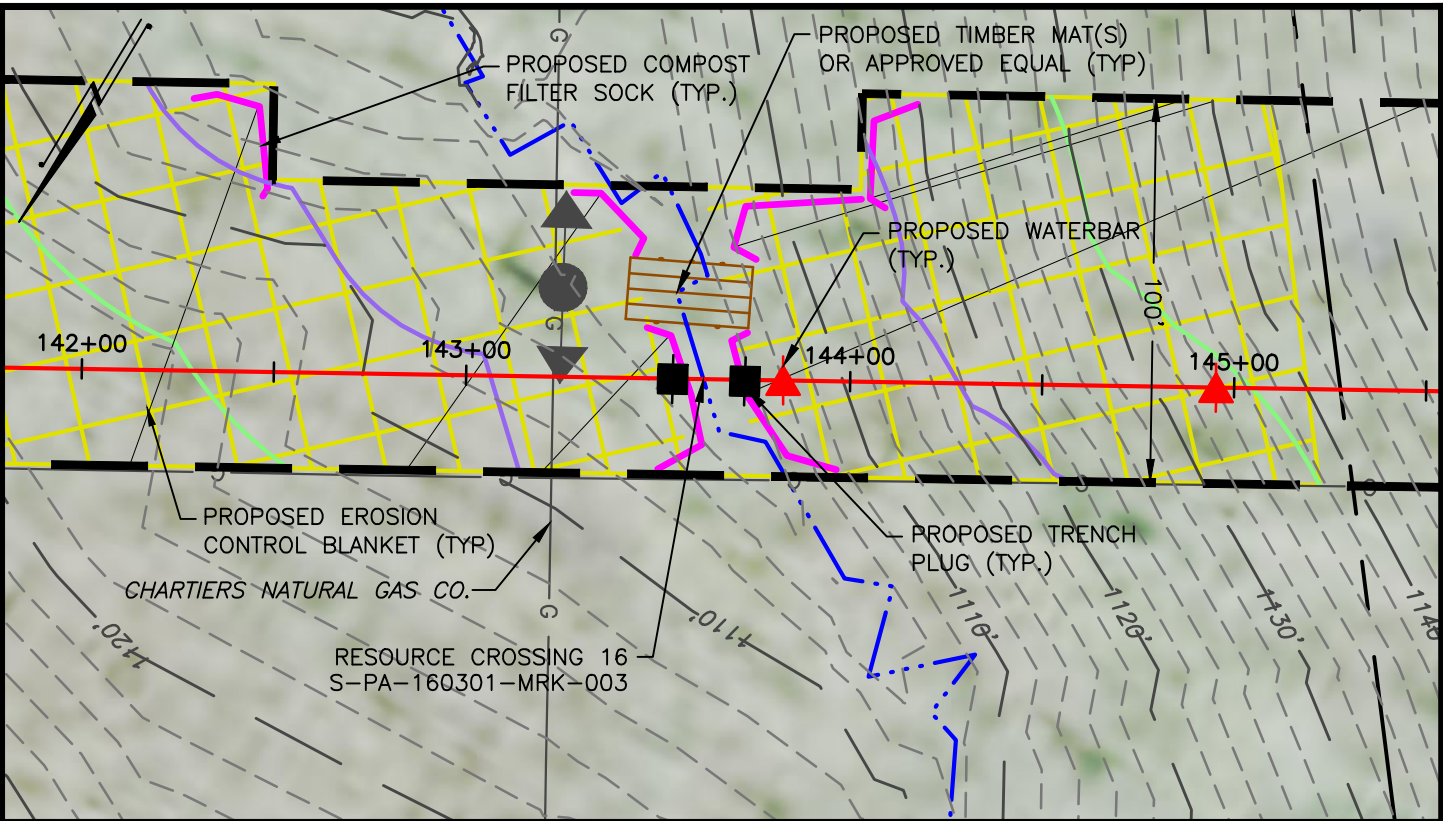 G
PROPOSED TIMBER MAT(S)
OR APPROVED EQUAL (TYP)
PROPOSED COMPOST
FILTER SOCK (TYP.)
PROPOSED WATERBAR
(TYP.)
100'
G
142+00
143+00
144+00
145+00
PROPOSED EROSION
CONTROL BLANKET (TYP)
PROPOSED TRENCH
PLUG (TYP.)
CHARTIERS NATURAL GAS CO.
G
1120'
1110'
1110'
1120'
1130'
1140
RESOURCE CROSSING 16
S-PA-160301-MRK-003